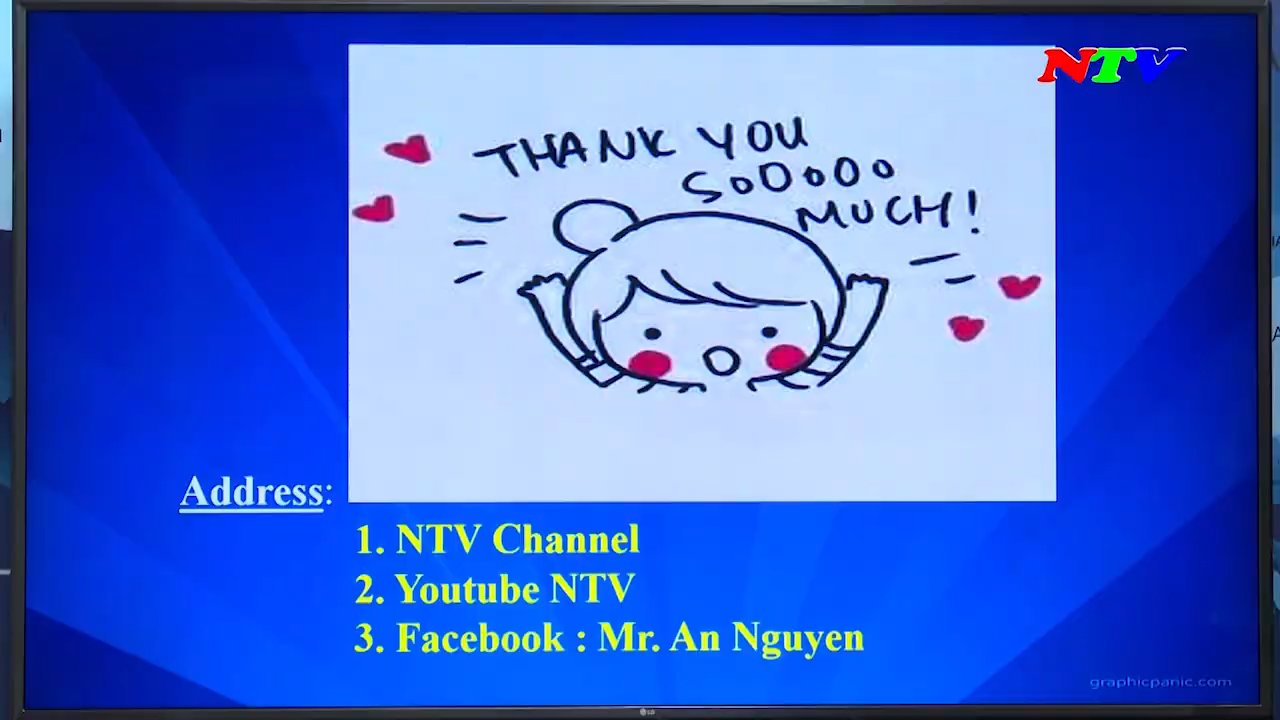 NTV
THANK YOU
SOOOOO
MUCH!
Address:
1. NTV Channel
2. Youtube NTV
3. Facebook : Mr. An Nguyen
graphicpanic.com
LG